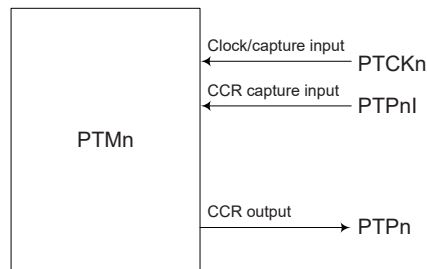 Clock/capture input
PTCKn
CCR capture input
PTPnI
PTMn
CCR output
PTPn